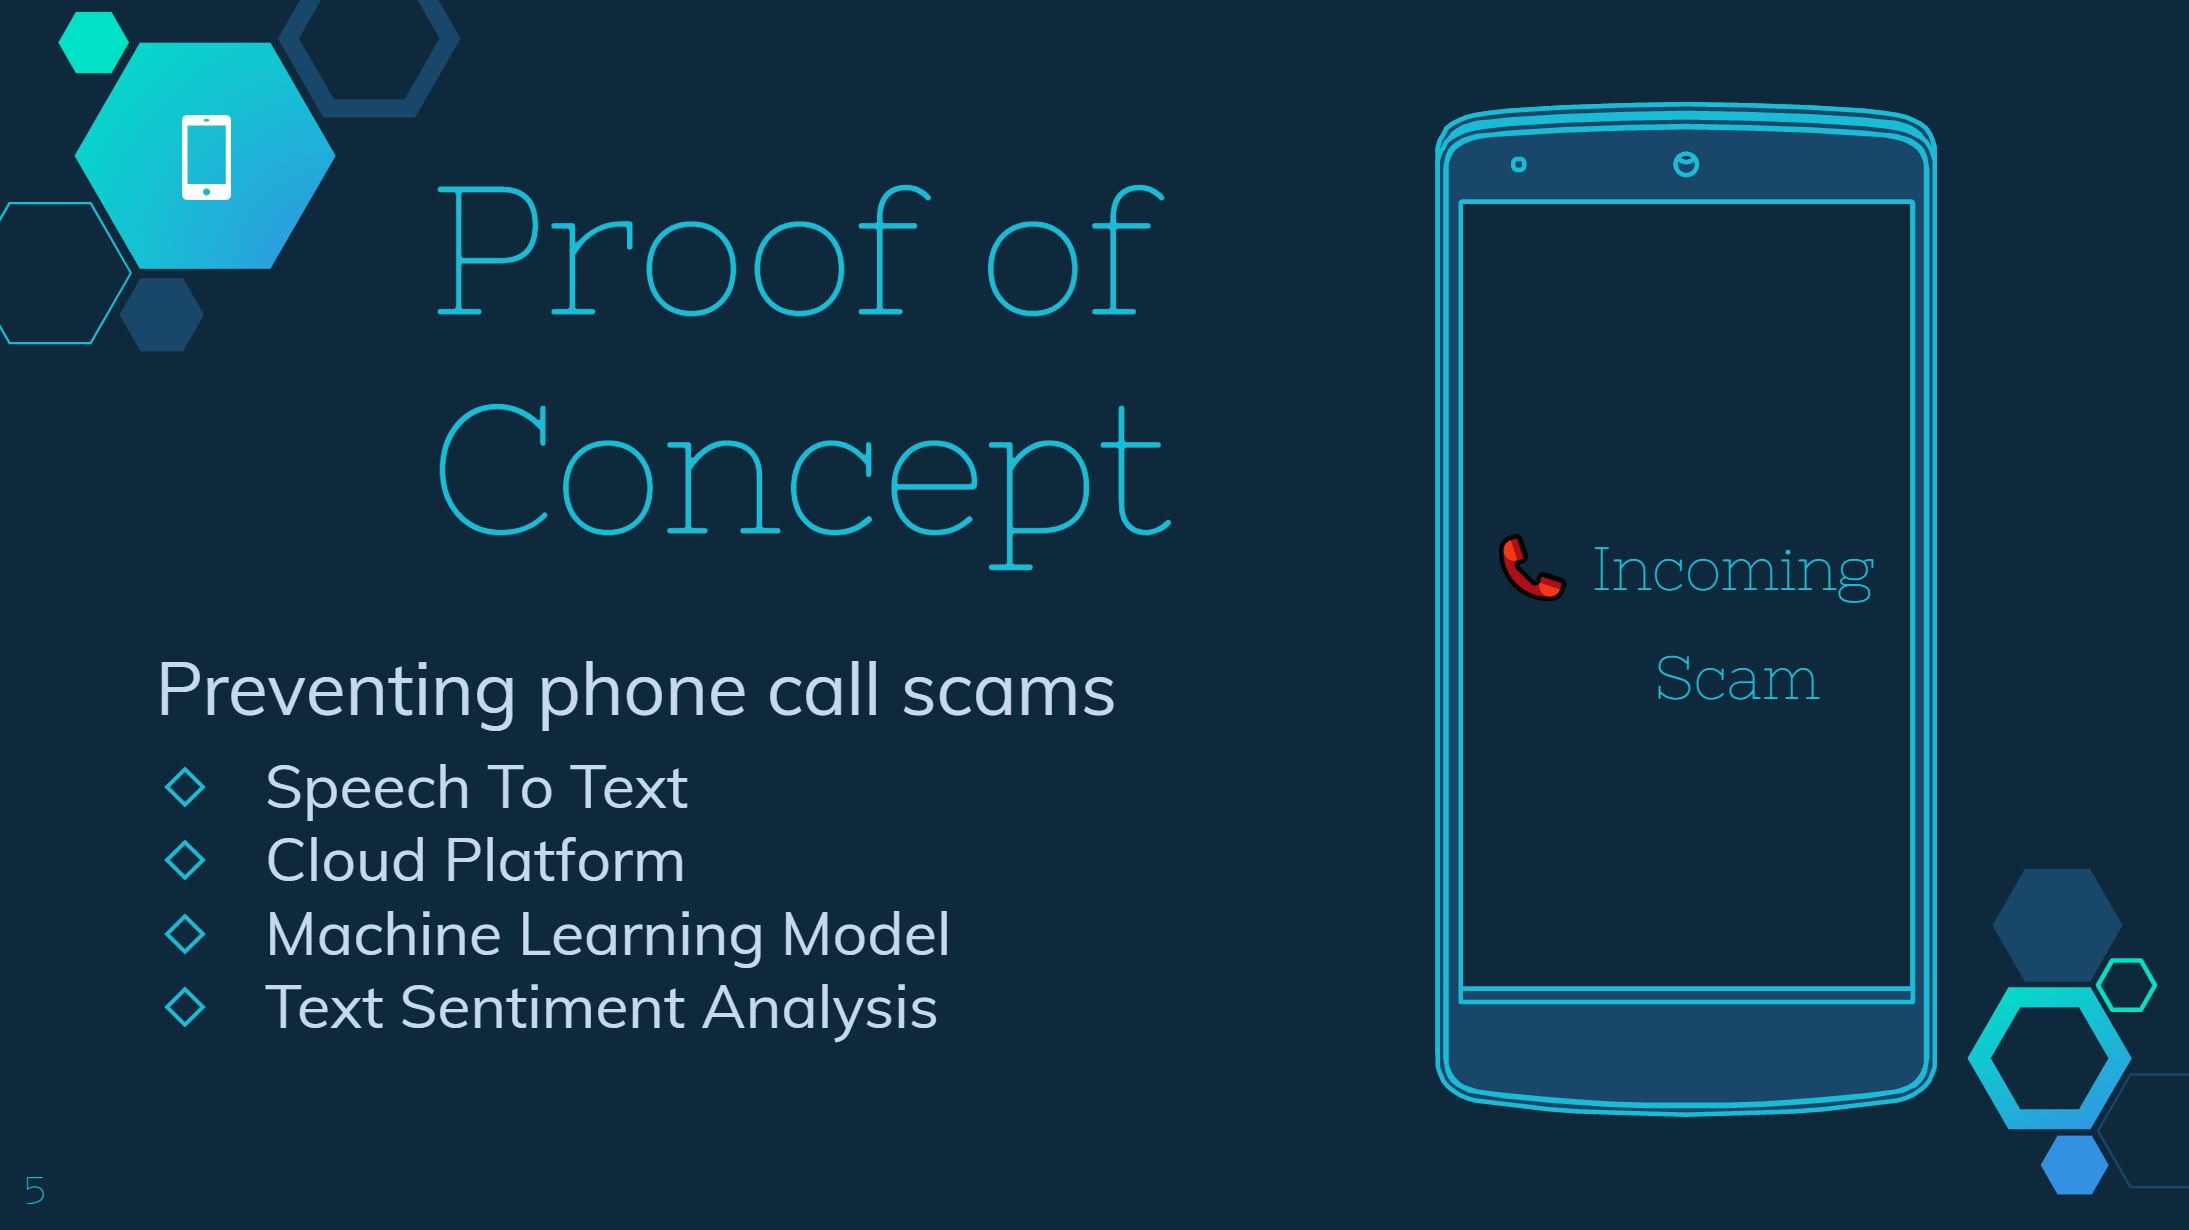 Proof of
Concept
Preventing phone call scams
Speech To Text
Cloud Platform
Machine Learning Model
Text Sentiment Analysis
Incoming
Scam
5